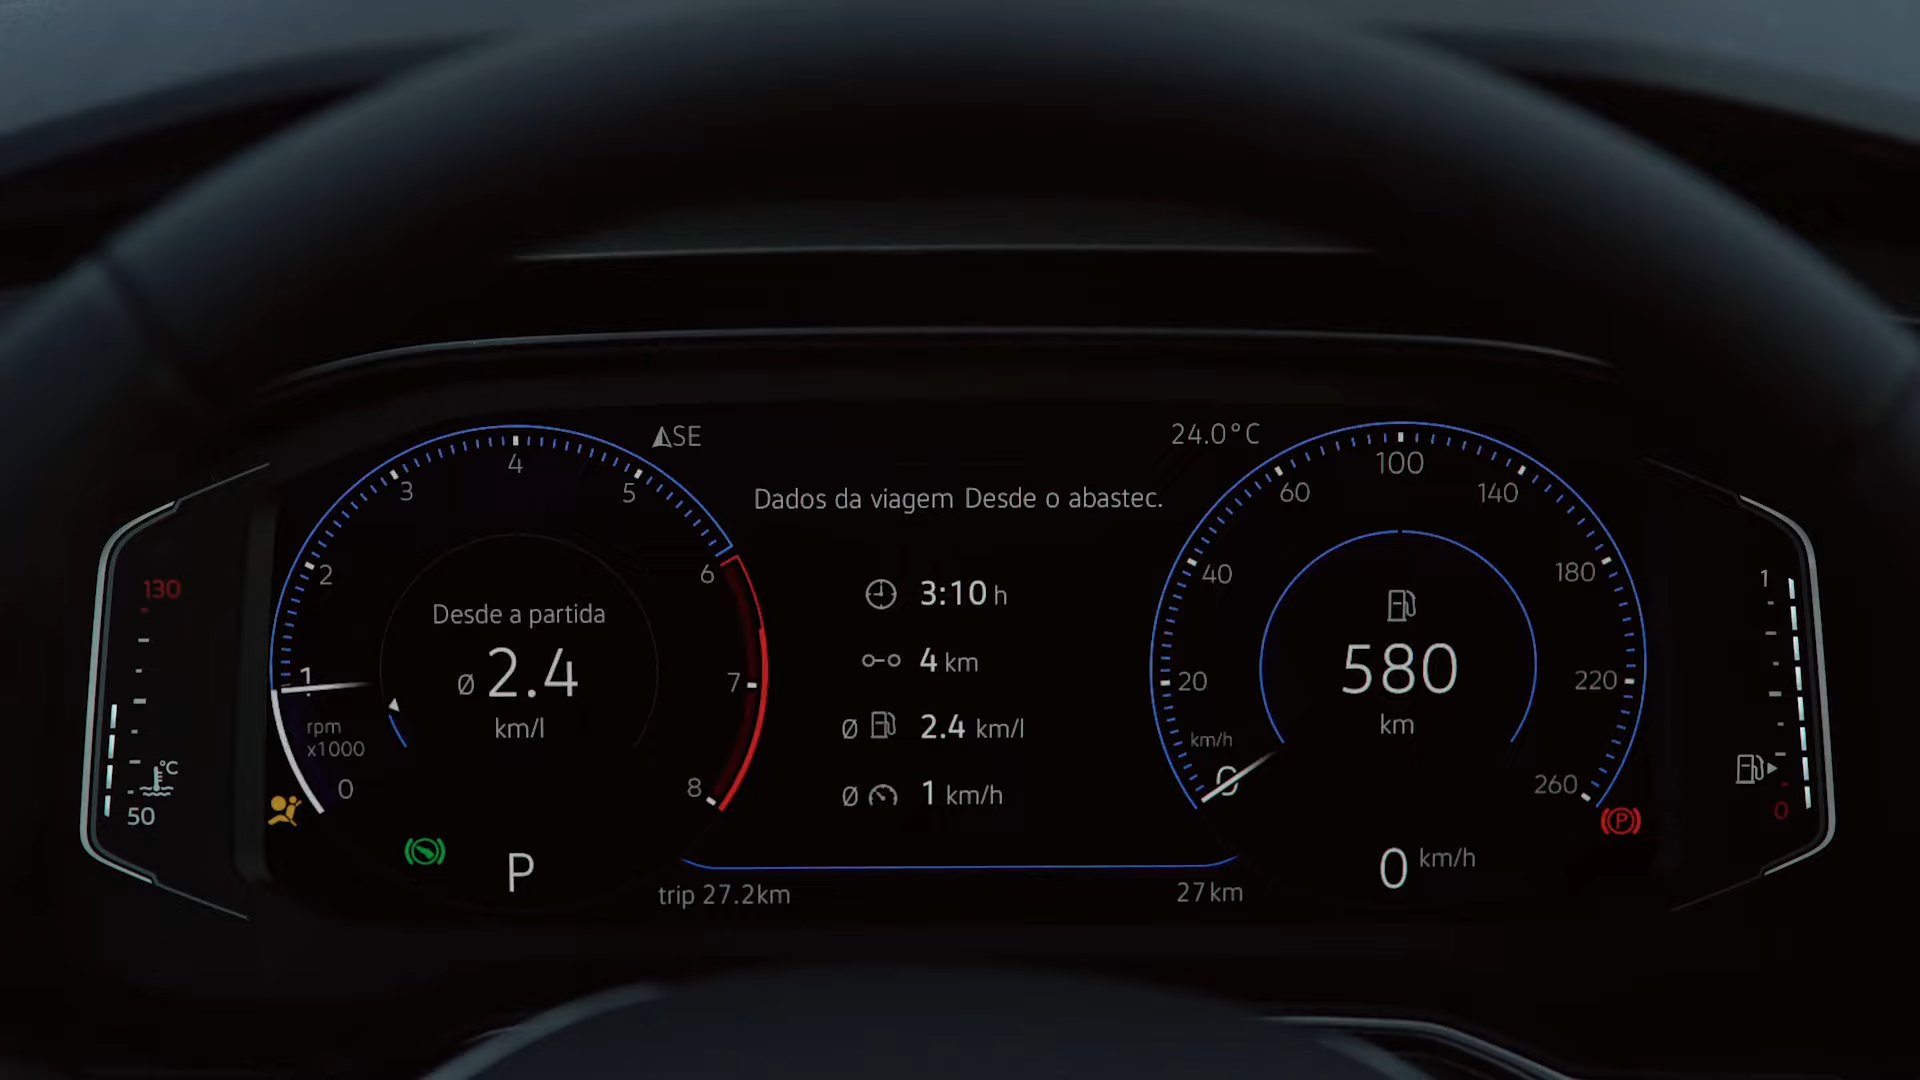 SE
24.0°C
Dados da viagem Desde o abastec.
0
1
2
3
4
5
6
7
8
rpm
x1000
Desde a partida
Ø 2.4
km/l
P
3:10 h
4 km
Ø 2.4 km/l
Ø 1 km/h
0
20
40
60
100
140
180
220
260
km/h
580
km
0 km/h
130
°C
50
1
0
P
trip 27.2km
27km